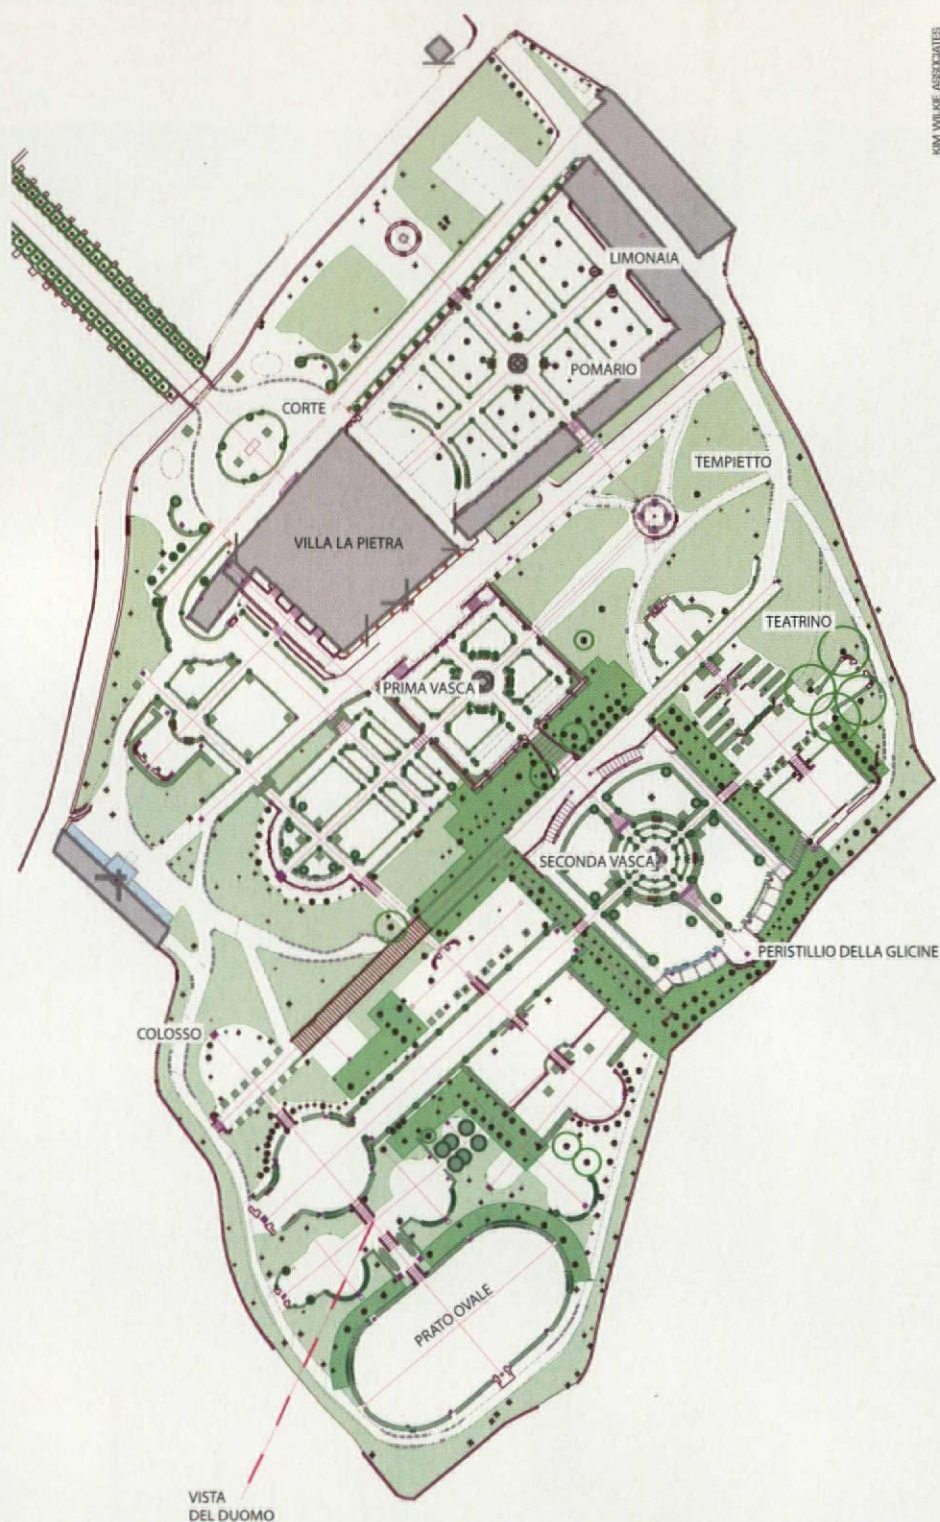 KIM WILKIE ASSOCIATES
LIMONAIA
POMARIO
CORTE
TEMPIETTO
VILLA LA PIETRA
TEATRINO
PRIMA VASCA
SECONDA VASCA
PERISTILLIO DELLA GLICINE
COLOSSO
PRATO OVALE
VISTA
DEL DUOMO